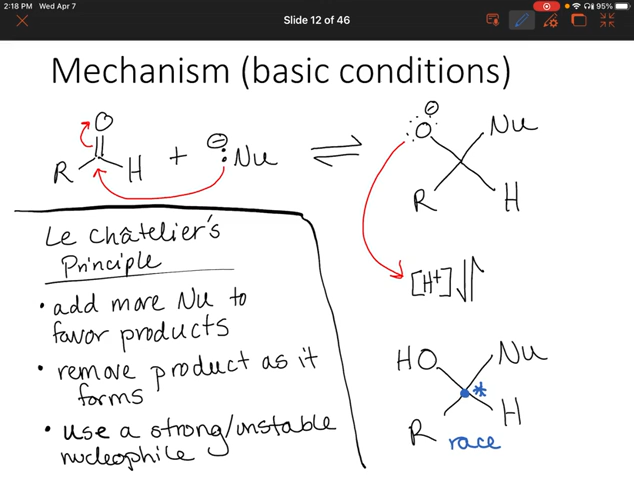 2:18 PM Wed Apr 7
95%
Slide 12 of 46
Mechanism (basic conditions)
O
R H + :Nu
O Nu
R H
[H+]
Le Châtelier's
Principle
• add more Nu to
favor products
• remove product as it
forms
• use a strong/unstable
nucleophile
HO Nu
*
R H
race